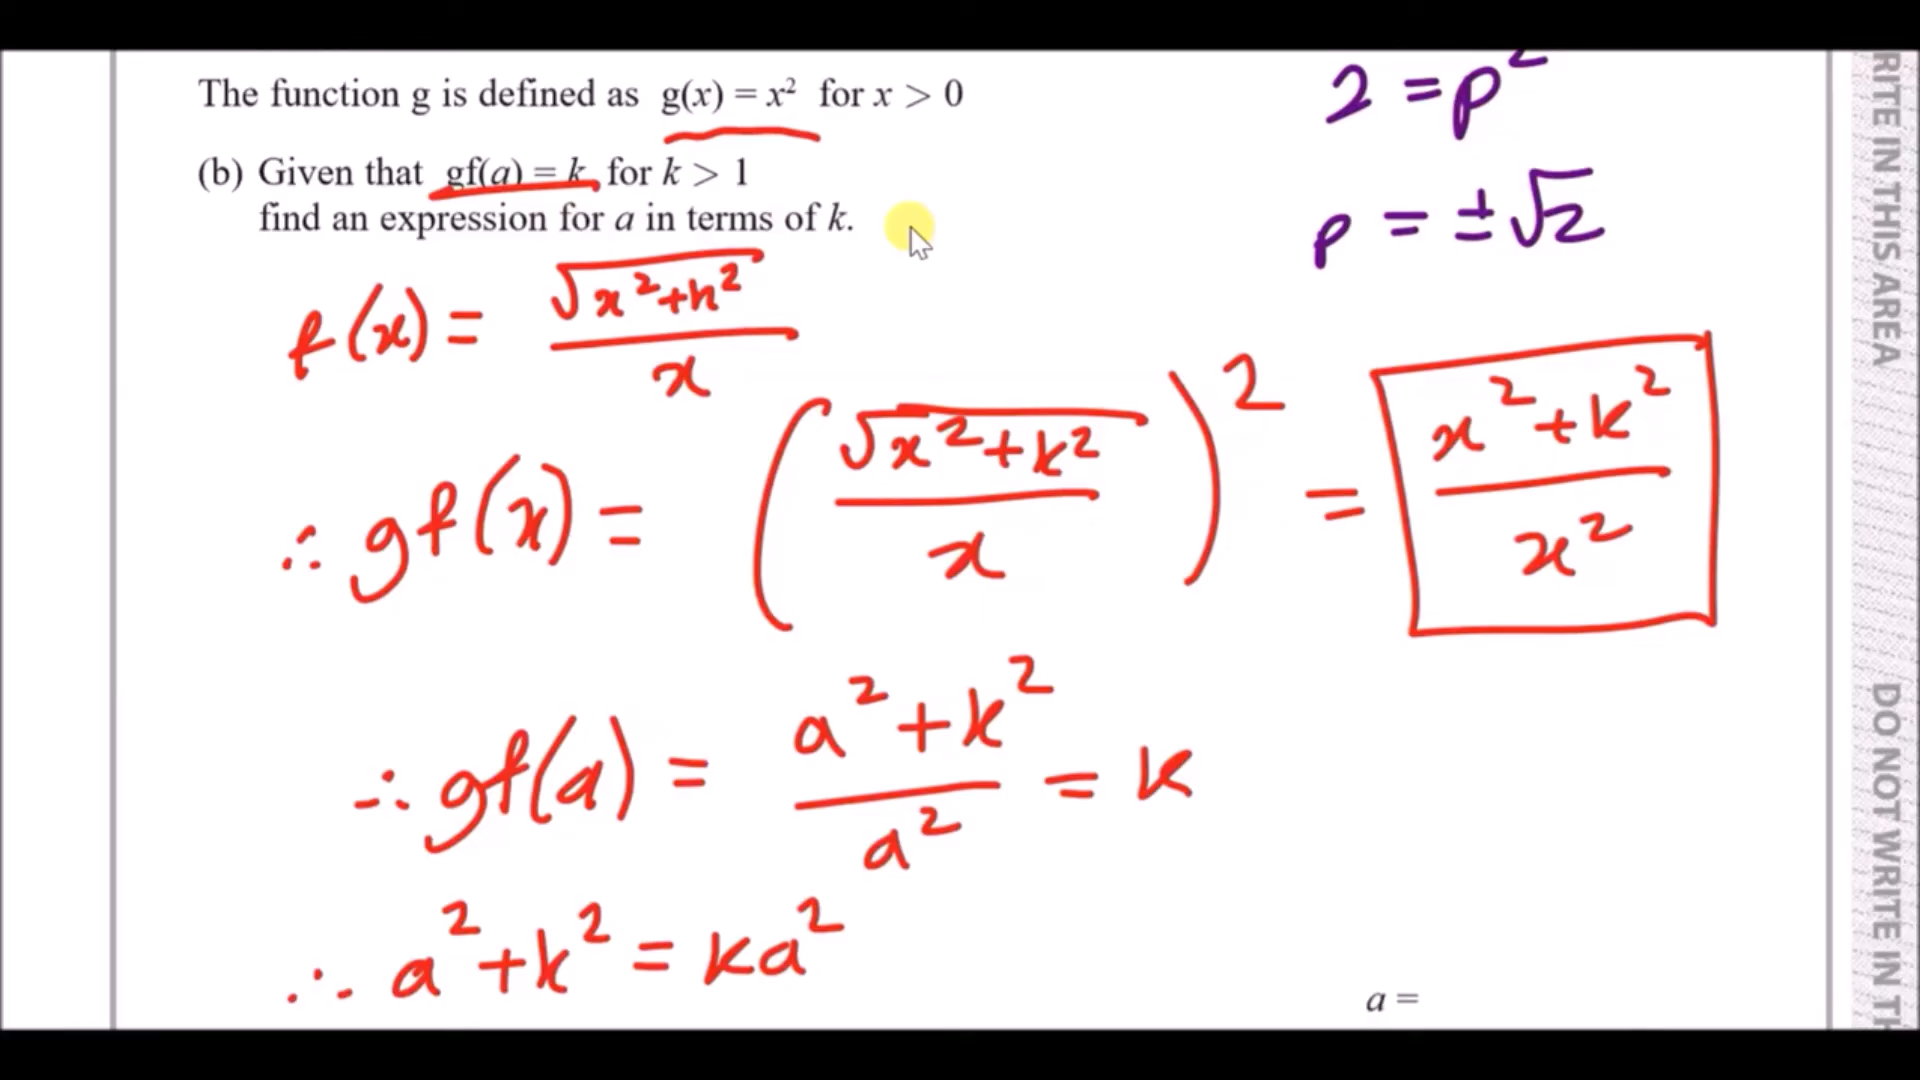 The function g is defined as g(x) = x² for x > 0
(b) Given that gf(a) = k for k > 1
find an expression for a in terms of k.
2 = p²
p = ±√2
f(x) = √(x²+k²) / x
∴ gf(x) = (√(x²+k²) / x)² = (x²+k²) / x²
∴ gf(a) = (a²+k²) / a² = k
∴ a²+k² = ka²
a =
RITE IN THIS AREA
DO NOT WRITE IN TH